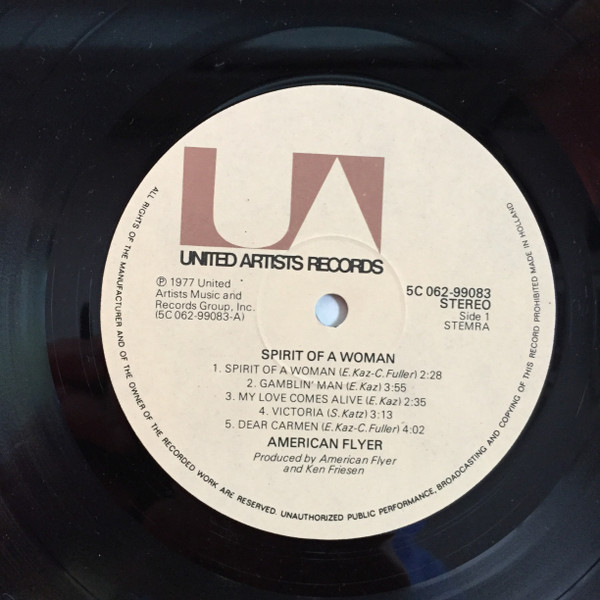 UA
UNITED ARTISTS RECORDS
℗ 1977 United
Artists Music and
Records Group, Inc.
(5C 062-99083-A)
5C 062-99083
STEREO
Side 1
STEMRA
SPIRIT OF A WOMAN
1. SPIRIT OF A WOMAN (E. Kaz-C. Fuller) 2:28
2. GAMBLIN' MAN (E. Kaz) 3:55
3. MY LOVE COMES ALIVE (E. Kaz) 2:35
4. VICTORIA (S. Katz) 3:13
5. DEAR CARMEN (E. Kaz-C. Fuller) 4:02
AMERICAN FLYER
Produced by American Flyer
and Ken Friesen
ALL RIGHTS OF THE MANUFACTURER AND OF THE OWNER OF THE RECORDED WORK ARE RESERVED. UNAUTHORIZED PUBLIC PERFORMANCE, BROADCASTING AND COPYING OF THIS RECORD PROHIBITED MADE IN HOLLAND